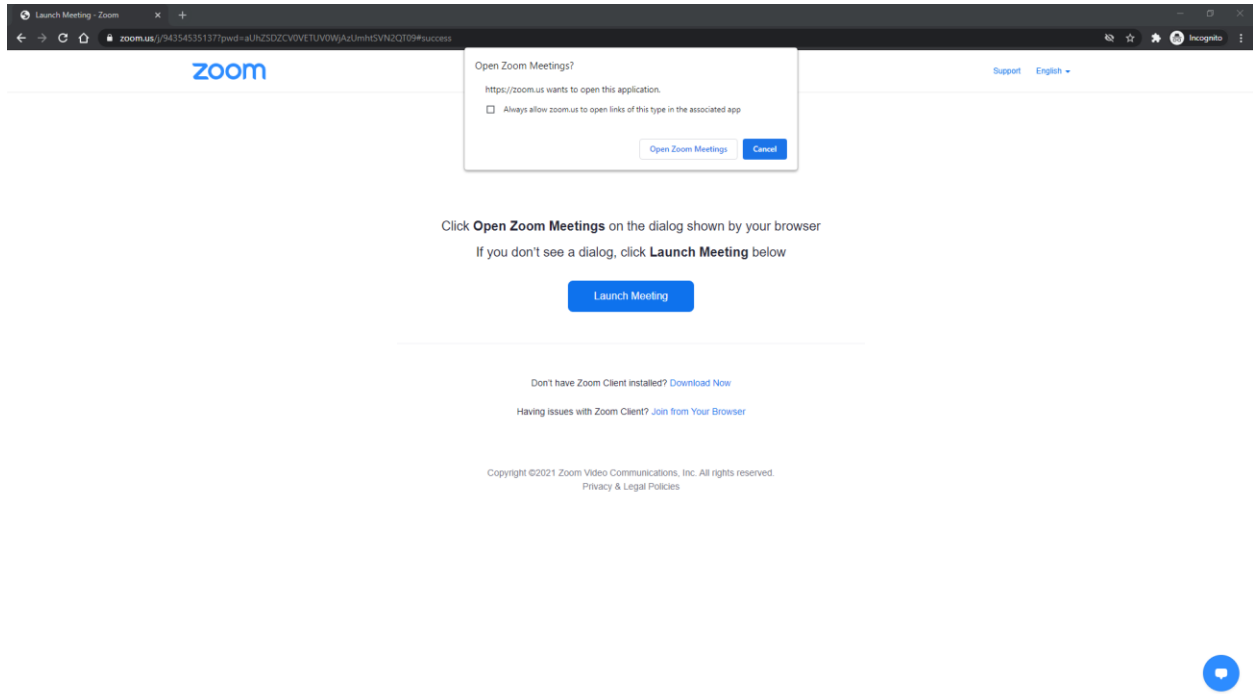 Launch Meeting - Zoom
zoom.us/j/94354535137?pwd=aUhZSDZCV0VETUV0WjAzUmhtSVN2QT09#success
Incognito
zoom
Support English
Open Zoom Meetings?
https://zoom.us wants to open this application.
Always allow zoom.us to open links of this type in the associated app
Open Zoom Meetings Cancel
Click Open Zoom Meetings on the dialog shown by your browser
If you don't see a dialog, click Launch Meeting below
Launch Meeting
Don't have Zoom Client installed? Download Now
Having issues with Zoom Client? Join from Your Browser
Copyright ©2021 Zoom Video Communications, Inc. All rights reserved.
Privacy & Legal Policies